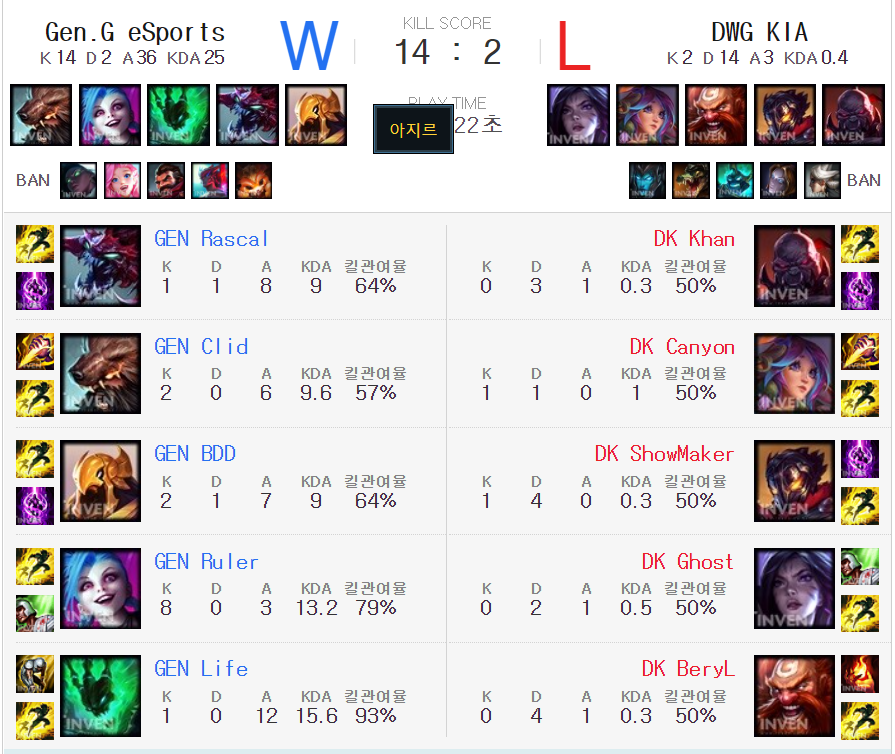 Gen.G eSports
K 14 D 2 A 36 KDA 25
W
KILL SCORE
14 : 2
L
DWG KIA
K 2 D 14 A 3 KDA 0.4
PLAY TIME
22초
아지르
BAN
BAN
GEN Rascal
K D A KDA 킬관여율
1 1 8 9 64%
DK Khan
K D A KDA 킬관여율
0 3 1 0.3 50%
GEN Clid
K D A KDA 킬관여율
2 0 6 9.6 57%
DK Canyon
K D A KDA 킬관여율
1 1 0 1 50%
GEN BDD
K D A KDA 킬관여율
2 1 7 9 64%
DK ShowMaker
K D A KDA 킬관여율
1 4 0 0.3 50%
GEN Ruler
K D A KDA 킬관여율
8 0 3 13.2 79%
DK Ghost
K D A KDA 킬관여율
0 2 1 0.5 50%
GEN Life
K D A KDA 킬관여율
1 0 12 15.6 93%
DK BeryL
K D A KDA 킬관여율
0 4 1 0.3 50%